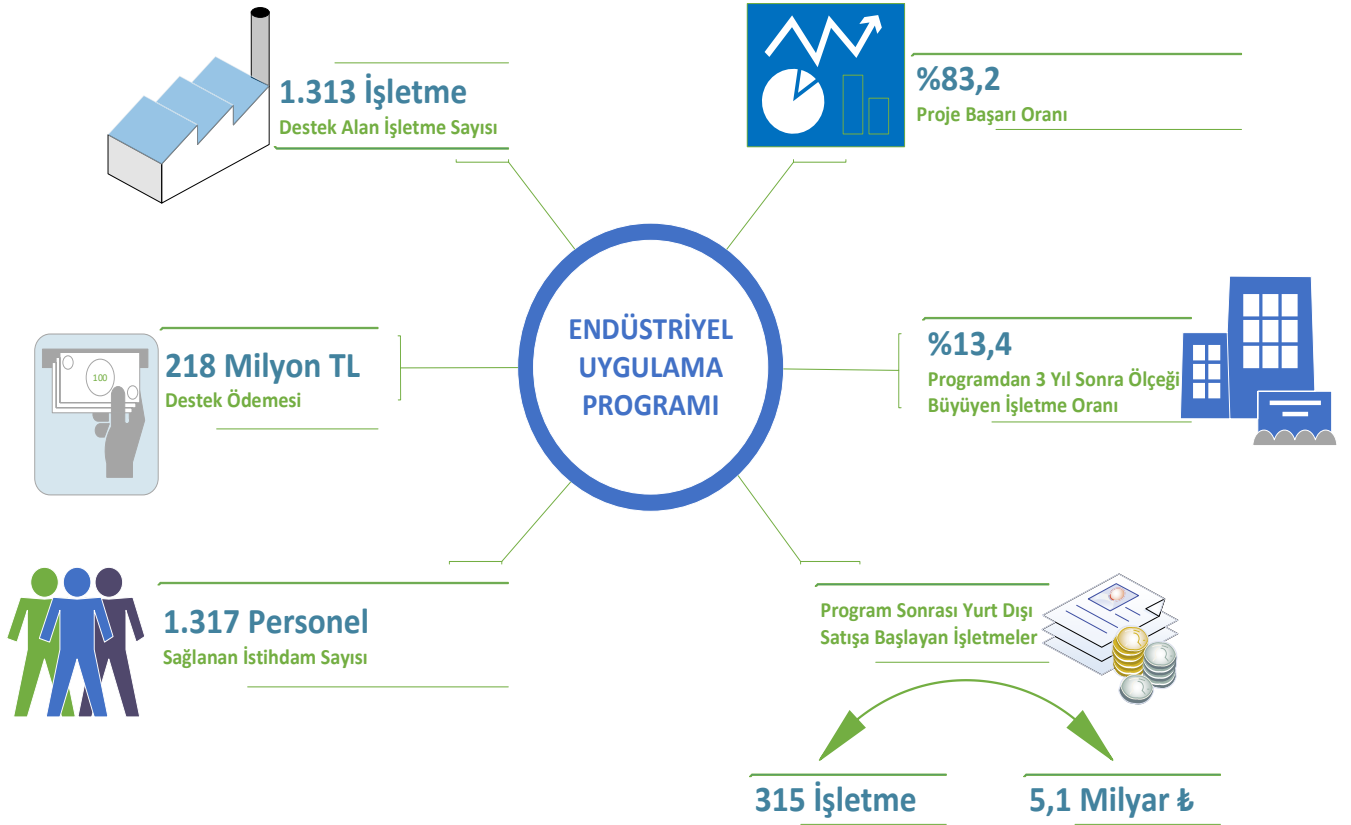 1.313 İşletme
Destek Alan İşletme Sayısı
%83,2
Proje Başarı Oranı
ENDÜSTRİYEL
UYGULAMA
PROGRAMI
218 Milyon TL
Destek Ödemesi
100
%13,4
Programdan 3 Yıl Sonra Ölçeği
Büyüyen İşletme Oranı
1.317 Personel
Sağlanan İstihdam Sayısı
Program Sonrası Yurt Dışı
Satışa Başlayan İşletmeler
315 İşletme
5,1 Milyar ₺